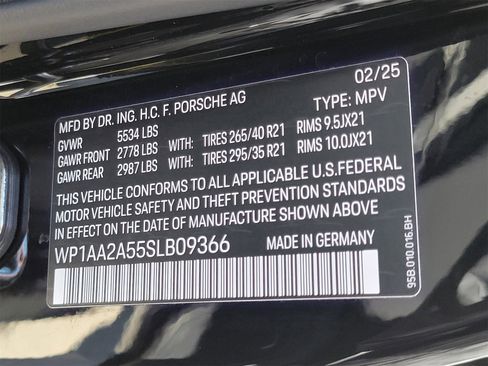 MFD BY DR. ING. H.C. F. PORSCHE AG 02/25
GVWR 5534 LBS TYPE: MPV
GAWR FRONT 2778 LBS WITH: TIRES 265/40 R21 RIMS 9.5JX21
GAWR REAR 2987 LBS WITH: TIRES 295/35 R21 RIMS 10.0JX21
THIS VEHICLE CONFORMS TO ALL APPLICABLE U.S.FEDERAL
MOTOR VEHICLE SAFETY AND THEFT PREVENTION STANDARDS
IN EFFECT ON THE DATE OF MANUFACTURE SHOWN ABOVE.
WP1AA2A55SLB09366 MADE IN GERMANY
95B.010.016.BH